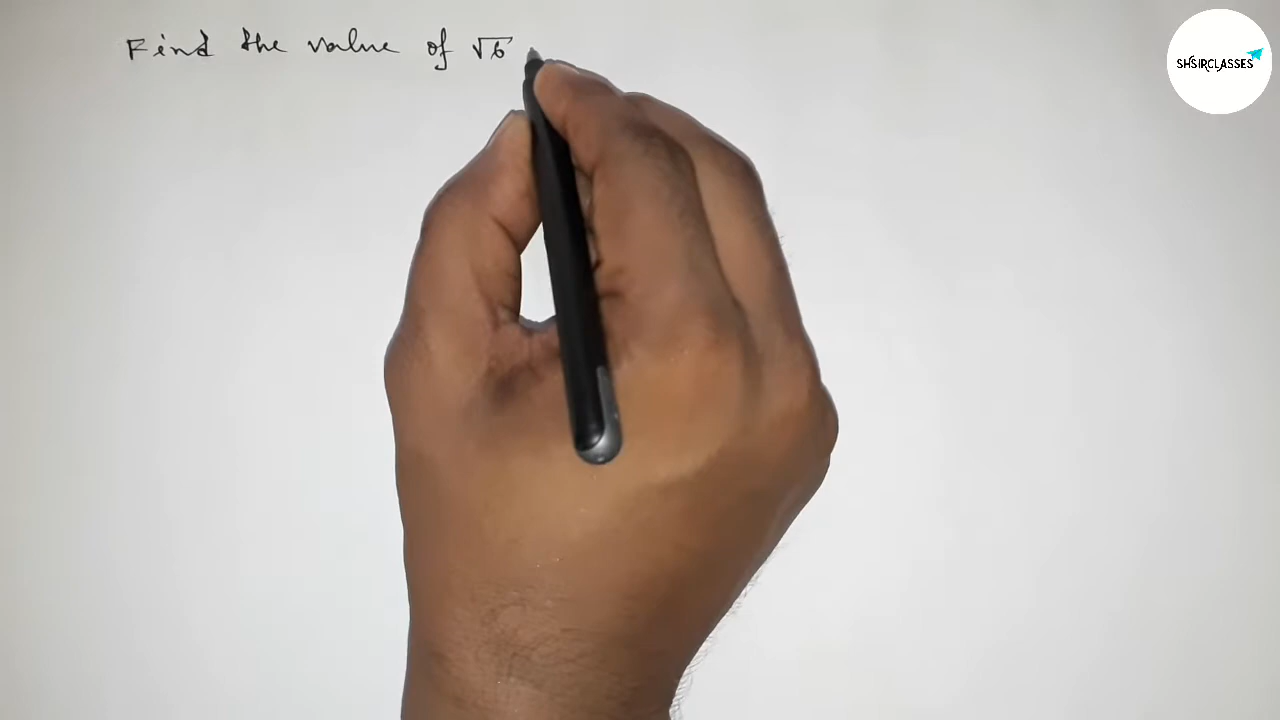 Find the value of √6
SHSIRCLASSES